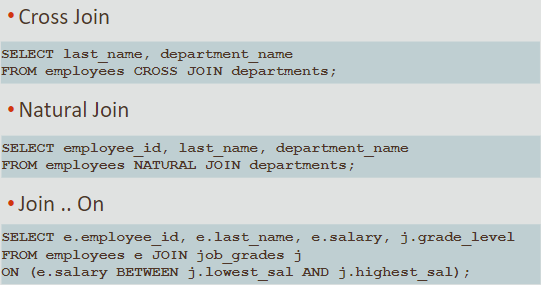 • Cross Join
SELECT last_name, department_name
FROM employees CROSS JOIN departments;
• Natural Join
SELECT employee_id, last_name, department_name
FROM employees NATURAL JOIN departments;
• Join .. On
SELECT e.employee_id, e.last_name, e.salary, j.grade_level
FROM employees e JOIN job_grades j
ON (e.salary BETWEEN j.lowest_sal AND j.highest_sal);